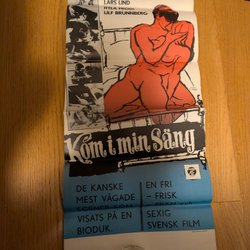 LARS LIND
ULF BRUNNBERG
Kom i min Säng
DE KANSKE
MEST VÅGADE
VISATS PÅ EN
BIODUK.
EN FRI
– FRISK
SEXIG
SVENSK FILM